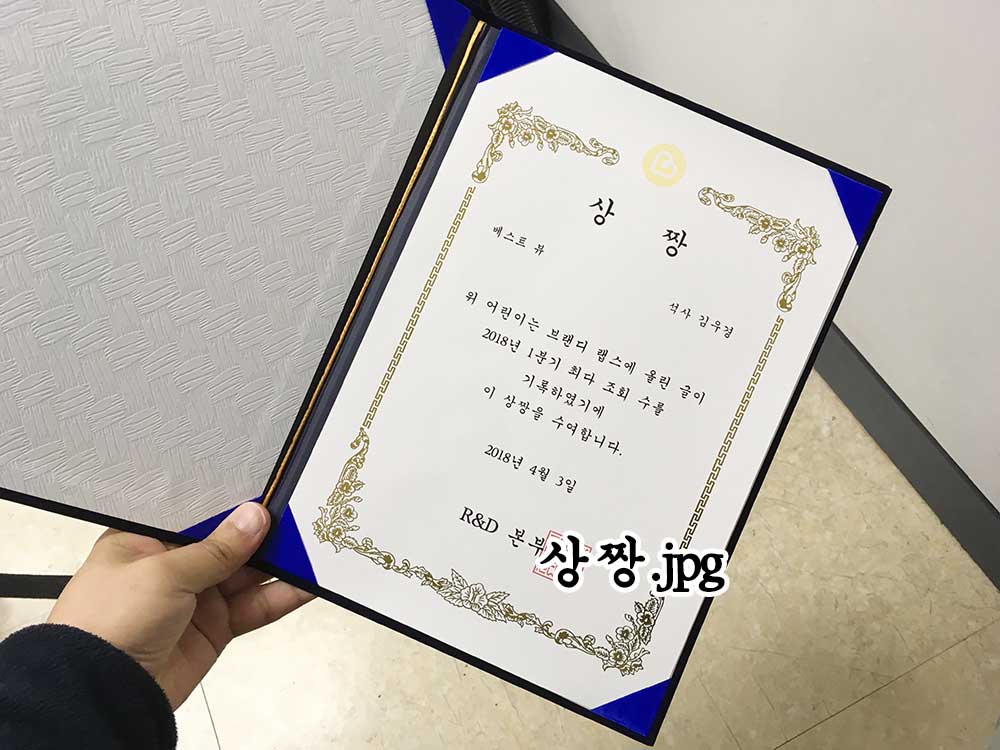 상 짱
베스트 뷰
석사 김우경
위 어린이는 브랜디 랩스에 올린 글이
2018년 1분기 최다 조회 수를
기록하였기에
이 상짱을 수여합니다.
2018년 4월 3일
R&D 본부
상 짱.jpg